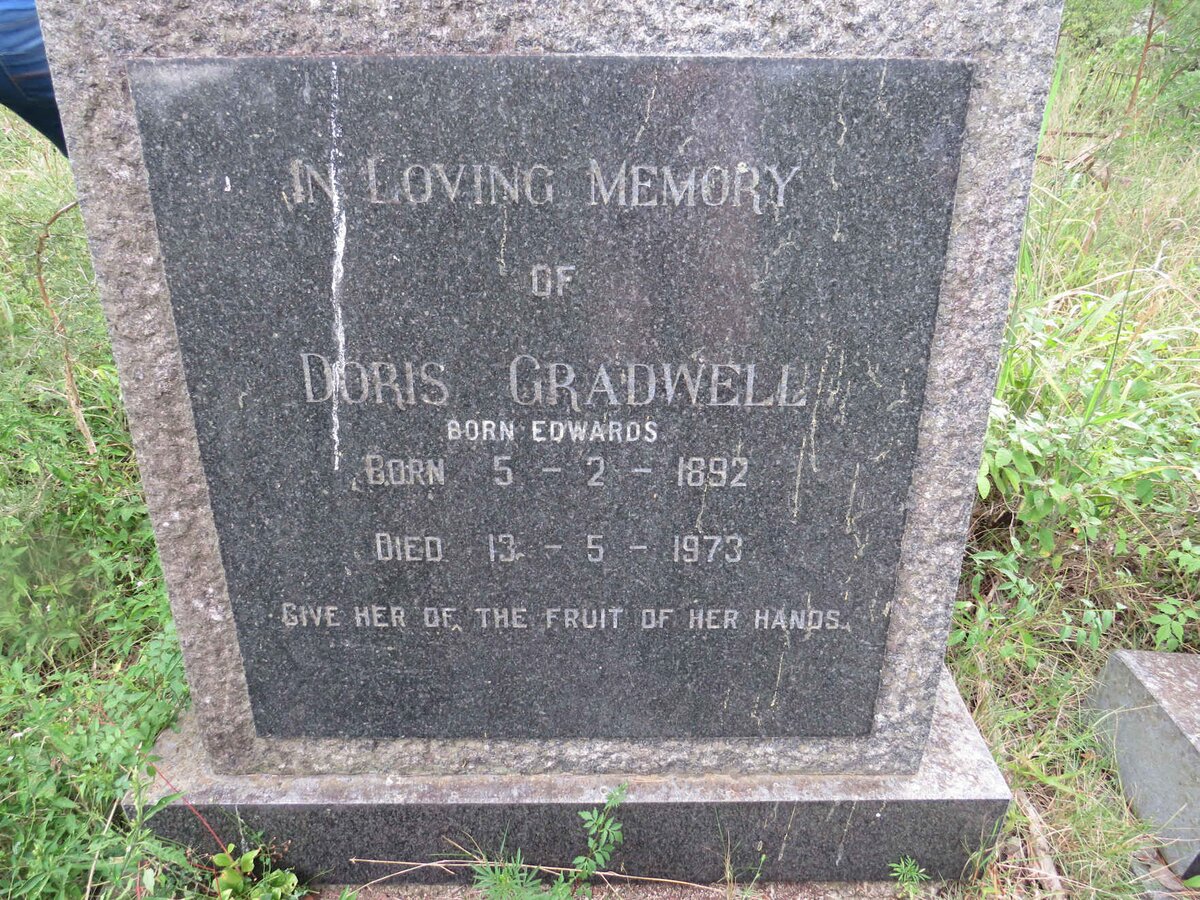 IN LOVING MEMORY
OF
DORIS GRADWELL
BORN EDWARDS
BORN 5 - 2 - 1892
DIED 13 - 5 - 1973
GIVE HER OF THE FRUIT OF HER HANDS.